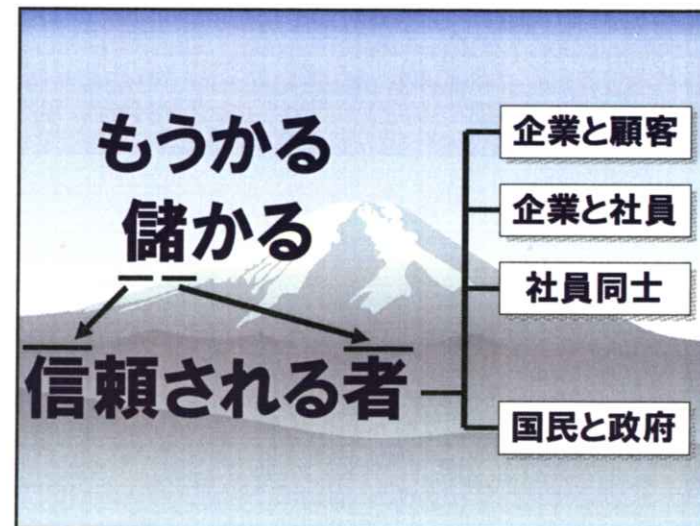 もうかる
儲かる
信頼される者
企業と顧客
企業と社員
社員同士
国民と政府